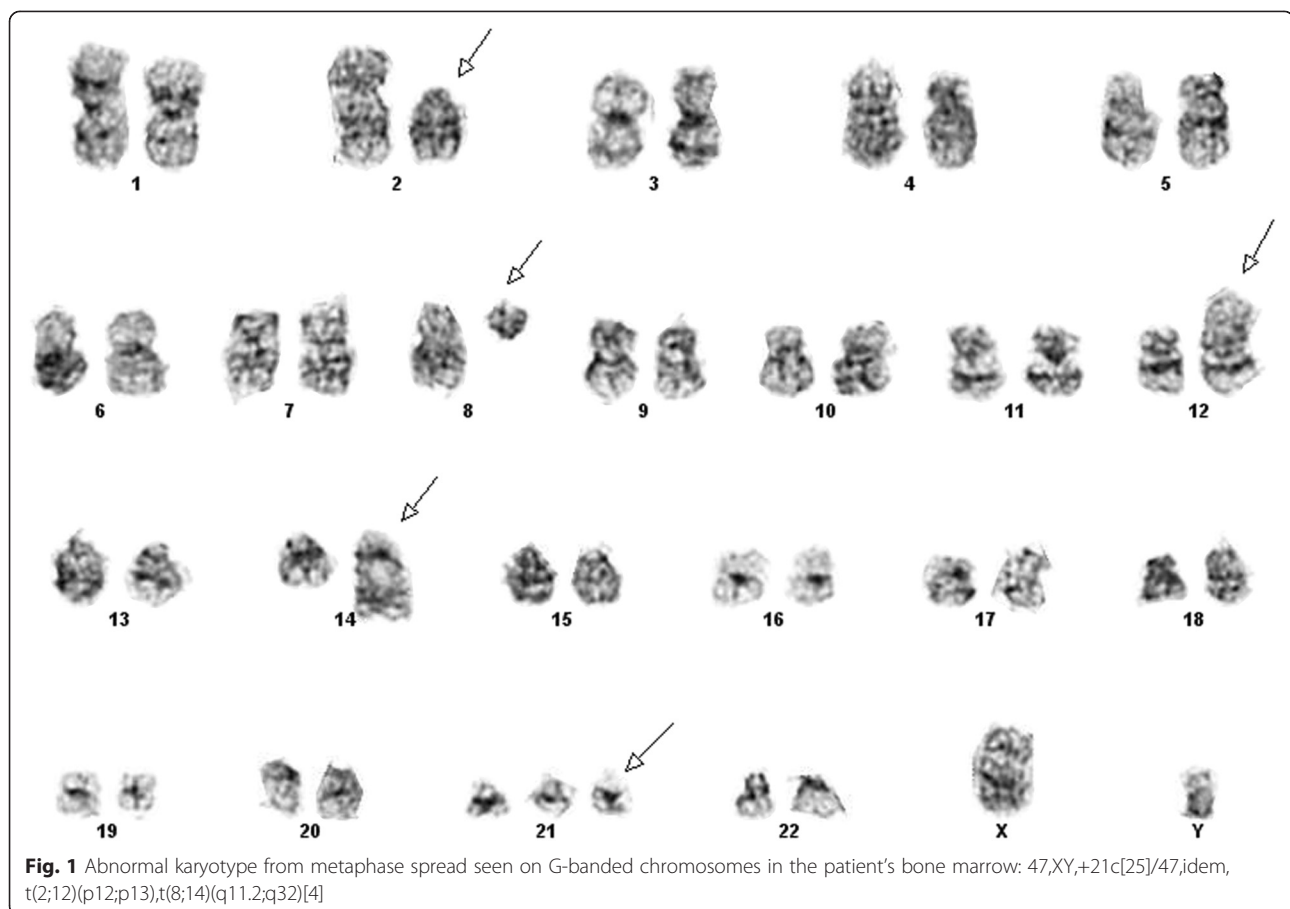 1 2 3 4 5
6 7 8 9 10 11 12
13 14 15 16 17 18
19 20 21 22 X Y
Fig. 1 Abnormal karyotype from metaphase spread seen on G-banded chromosomes in the patient's bone marrow: 47,XY,+21c[25]/47,idem,
t(2;12)(p12;p13),t(8;14)(q11.2;q32)[4]